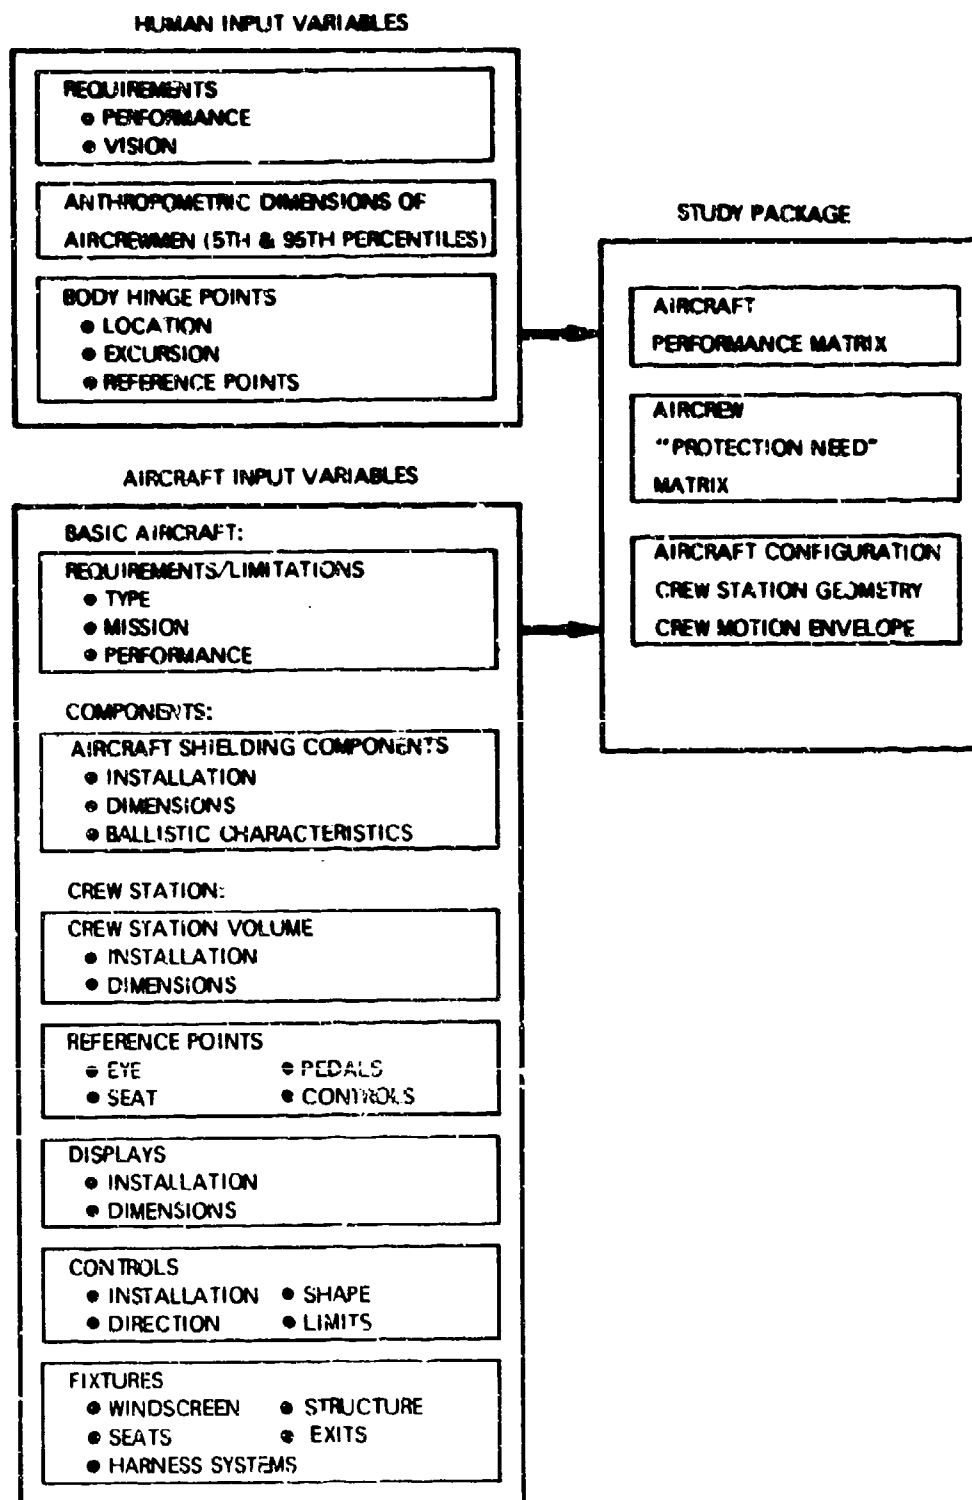 HUMAN INPUT VARIABLES
REQUIREMENTS
● PERFORMANCE
● VISION
ANTHROPOMETRIC DIMENSIONS OF
AIRCREWMEN (5TH & 95TH PERCENTILES)
BODY HINGE POINTS
● LOCATION
● EXCURSION
● REFERENCE POINTS
AIRCRAFT INPUT VARIABLES
BASIC AIRCRAFT:
REQUIREMENTS/LIMITATIONS
● TYPE
● MISSION
● PERFORMANCE
COMPONENTS:
AIRCRAFT SHIELDING COMPONENTS
● INSTALLATION
● DIMENSIONS
● BALLISTIC CHARACTERISTICS
CREW STATION:
CREW STATION VOLUME
● INSTALLATION
● DIMENSIONS
REFERENCE POINTS
● EYE ● PEDALS
● SEAT ● CONTROLS
DISPLAYS
● INSTALLATION
● DIMENSIONS
CONTROLS
● INSTALLATION ● SHAPE
● DIRECTION ● LIMITS
FIXTURES
● WINDSCREEN ● STRUCTURE
● SEATS ● EXITS
● HARNESS SYSTEMS
STUDY PACKAGE
AIRCRAFT
PERFORMANCE MATRIX
AIRCREW
"PROTECTION NEED"
MATRIX
AIRCRAFT CONFIGURATION
CREW STATION GEOMETRY
CREW MOTION ENVELOPE